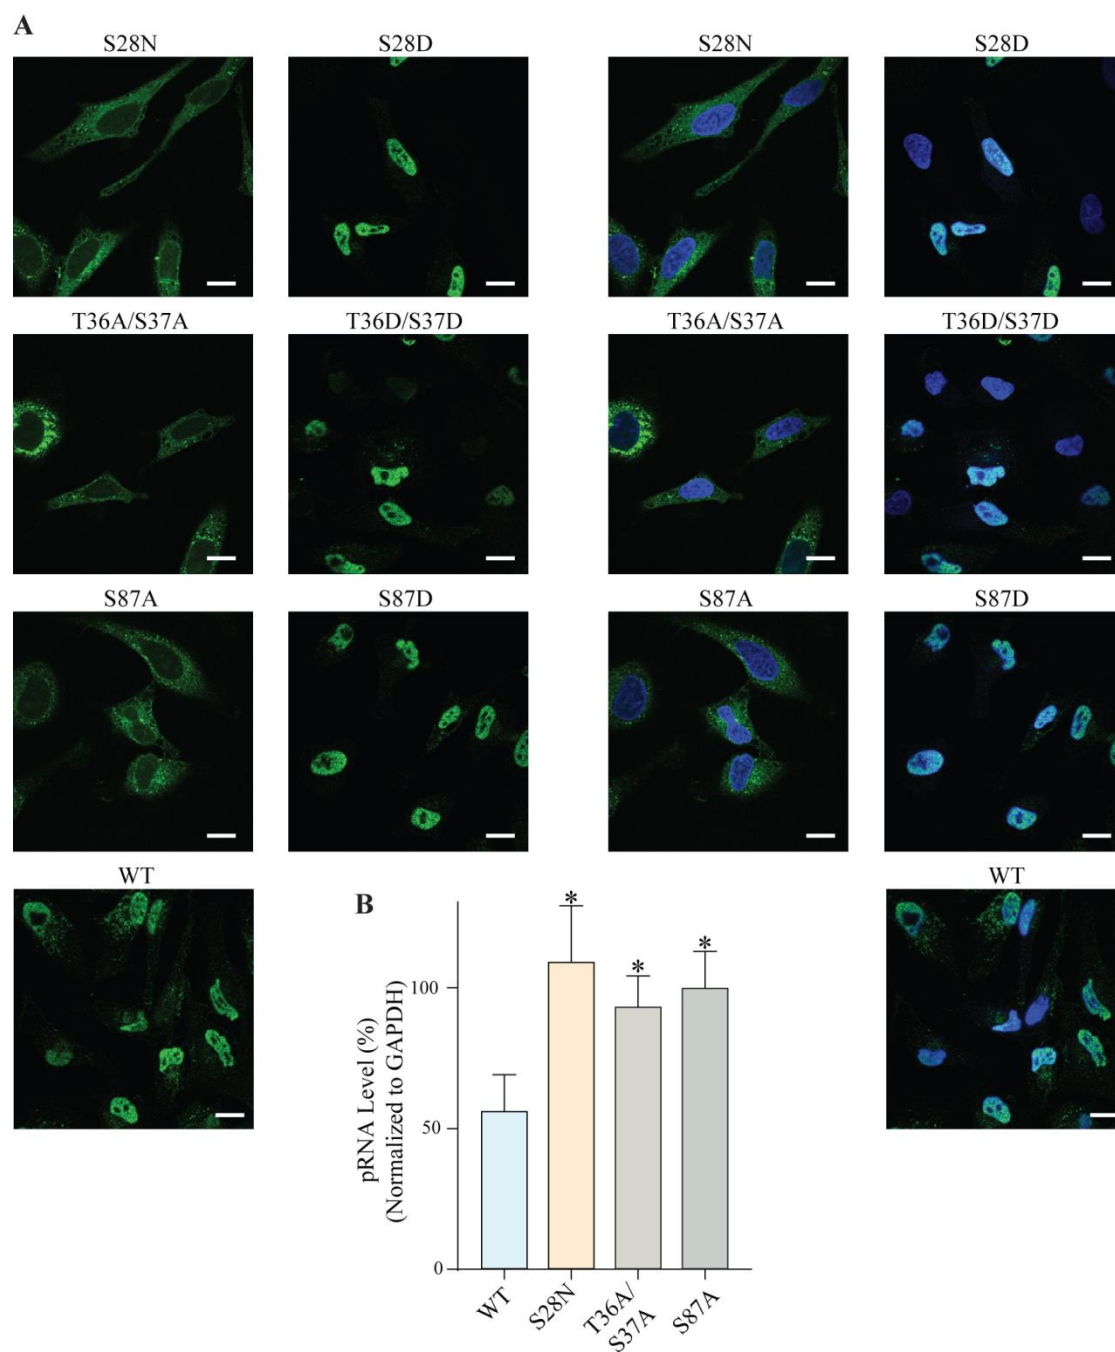 A
S28N S28D S28N S28D
T36A/S37A T36D/S37D T36A/S37A T36D/S37D
S87A S87D S87A S87D
WT WT
B
* * *
pRNA Level (%)
(Normalized to GAPDH)
100
50
0
WT
S28N
T36A/
S37A
S87A